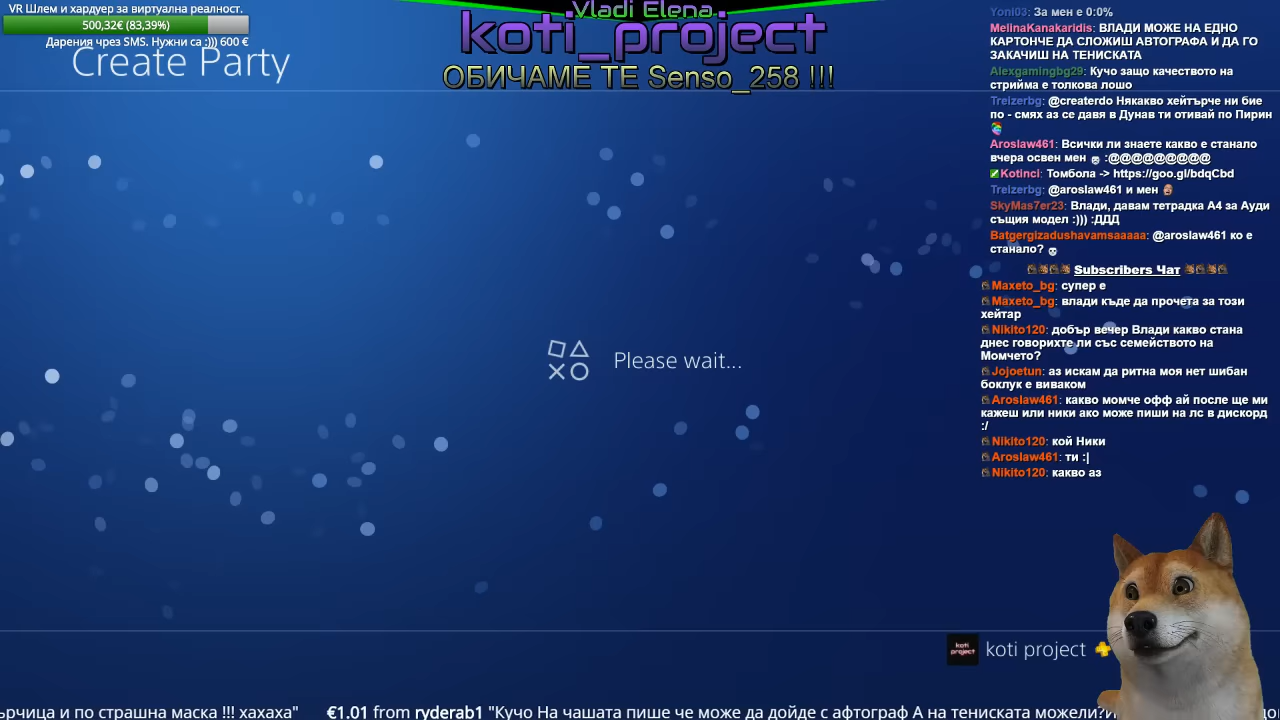 VR Шлем и хардуер за виртуална реалност.
500,32€ (83,39%)
Дарения чрез SMS. Нужни са :))) 600 €
Create Party
Vladi Elena
koti_project
ОБИЧАМЕ ТЕ Senso_258 !!!
Yoni03: За мен е 0:0%
MelinaKanakaridis: ВЛАДИ МОЖЕ НА ЕДНО
КАРТОНЧЕ ДА СЛОЖИШ АВТОГРАФА И ДА ГО
ЗАКАЧИШ НА ТЕНИСКАТА
Alexgamingbg29: Кучо защо качеството на
стрийма е толкова лошо
Treizerbg: @createrdo Някакво хейтърче ни бие
по - смях аз се давя в Дунав ти отивай по Пирин
Aroslaw461: Всички ли знаете какво е станало
вчера освен мен :@@@@@@@@@
Kotinci: Томбола -> https://goo.gl/bdqCbd
Treizerbg: @aroslaw461 и мен
SkyMas7er23: Влади, давам тетрадка А4 за Ауди
същия модел :))) :ДДД
Batgergizadushavamsaaaaa: @aroslaw461 ко е
станало?
Subscribers Чат
Maxeto_bg: супер е
Maxeto_bg: влади къде да прочета за този
хейтар
Nikito120: добър вечер Влади какво стана
днес говорихте ли със семейството на
Момчето?
Jojoetun: аз искам да ритна моя нет шибан
боклук е виваком
Aroslaw461: какво момче офф ай после ще ми
кажеш или ники ако може пиши на лс в дискорд
:/
Nikito120: кой Ники
Aroslaw461: ти :|
Nikito120: какво аз
Please wait...
koti project
koti project
ърчица и по страшна маска !!! хахаха" €1.01 from ryderab1 "Кучо На чашата пише че може да дойде с афтограф А на тениската можели?И